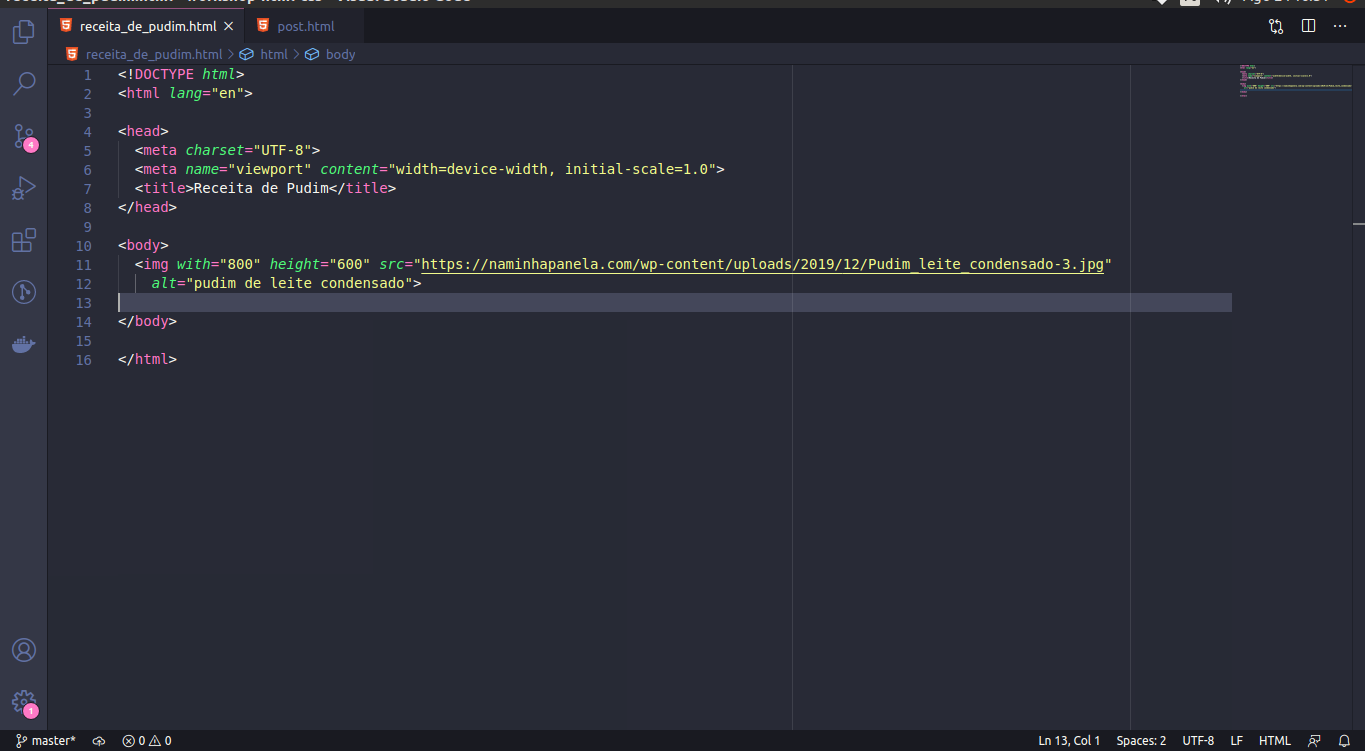 receita_de_pudim.html
post.html
receita_de_pudim.html > html > body
1 <!DOCTYPE html>
2 <html lang="en">
3
4 <head>
5 <meta charset="UTF-8">
6 <meta name="viewport" content="width=device-width, initial-scale=1.0">
7 <title>Receita de Pudim</title>
8 </head>
9
10 <body>
11 <img with="800" height="600" src="https://naminhapanela.com/wp-content/uploads/2019/12/Pudim_leite_condensado-3.jpg"
12 alt="pudim de leite condensado">
13
14 </body>
15
16 </html>
4
1
master* 0 0 Ln 13, Col 1 Spaces: 2 UTF-8 LF HTML